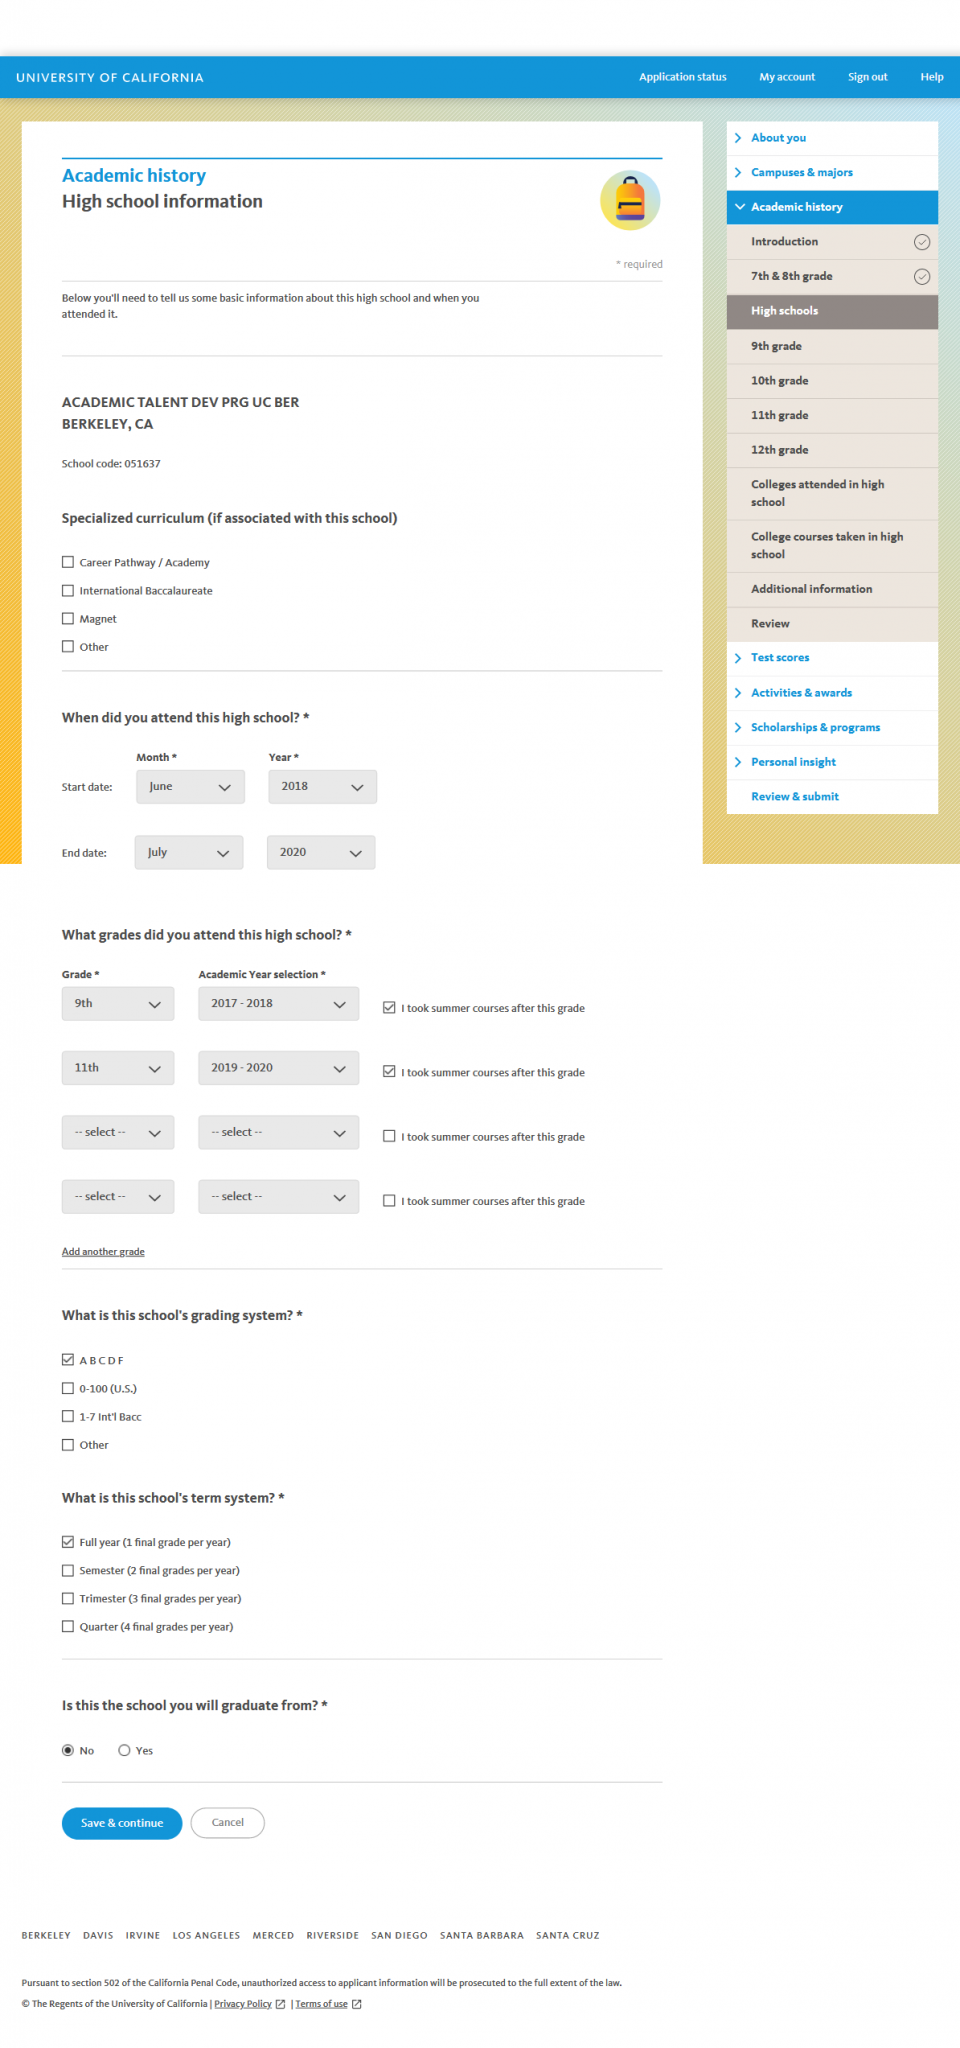 UNIVERSITY OF CALIFORNIA
Application status My account Sign out Help
Academic history
High school information
* required
Below you'll need to tell us some basic information about this high school and when you
attended it.
ACADEMIC TALENT DEV PRG UC BER
BERKELEY, CA
School code: 051637
Specialized curriculum (if associated with this school)
Career Pathway / Academy
International Baccalaureate
Magnet
Other
When did you attend this high school? *
Month * Year *
Start date: June 2018
End date: July 2020
What grades did you attend this high school? *
Grade * Academic Year selection *
9th 2017 - 2018 I took summer courses after this grade
11th 2019 - 2020 I took summer courses after this grade
-- select -- -- select -- I took summer courses after this grade
-- select -- -- select -- I took summer courses after this grade
Add another grade
What is this school's grading system? *
A B C D F
0-100 (U.S.)
1-7 Int'l Bacc
Other
What is this school's term system? *
Full year (1 final grade per year)
Semester (2 final grades per year)
Trimester (3 final grades per year)
Quarter (4 final grades per year)
Is this the school you will graduate from? *
No Yes
Save & continue Cancel
About you
Campuses & majors
Academic history
Introduction
7th & 8th grade
High schools
9th grade
10th grade
11th grade
12th grade
Colleges attended in high
school
College courses taken in high
school
Additional information
Review
Test scores
Activities & awards
Scholarships & programs
Personal insight
Review & submit
BERKELEY DAVIS IRVINE LOS ANGELES MERCED RIVERSIDE SAN DIEGO SANTA BARBARA SANTA CRUZ
Pursuant to section 502 of the California Penal Code, unauthorized access to applicant information will be prosecuted to the full extent of the law.
© The Regents of the University of California | Privacy Policy | Terms of use